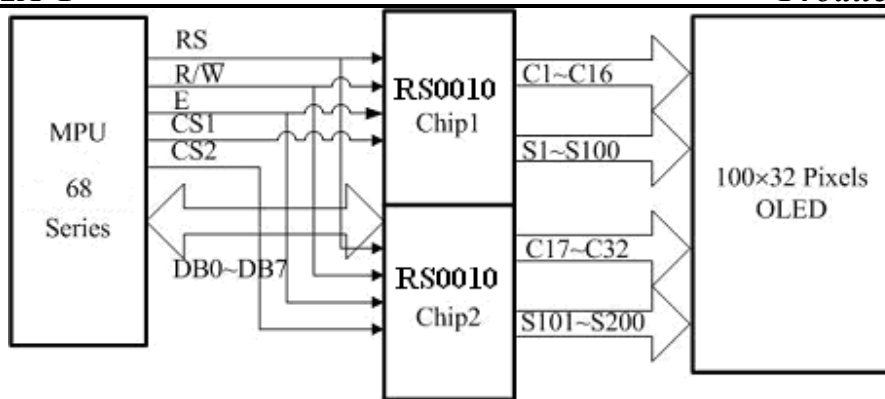 RS
R/W̅
E
CS1
CS2
MPU
68
Series
DB0~DB7
RS0010
Chip1
RS0010
Chip2
C1~C16
S1~S100
C17~C32
S101~S200
100×32 Pixels
OLED